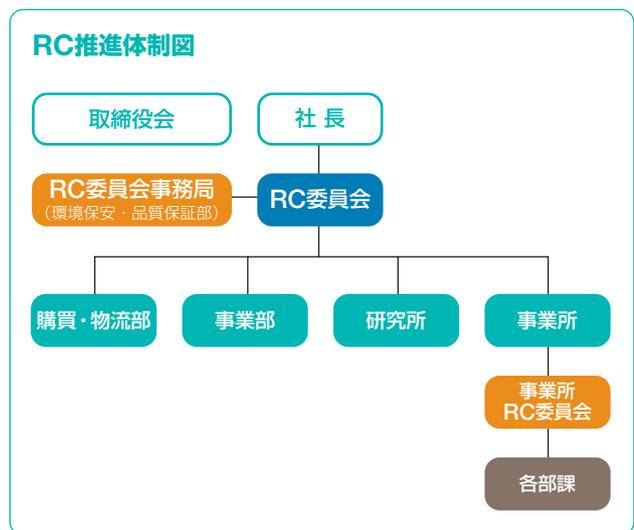 RC推進体制図
取締役会
社 長
RC委員会事務局
（環境保安・品質保証部）
RC委員会
購買・物流部
事業部
研究所
事業所
事業所
RC委員会
各部課